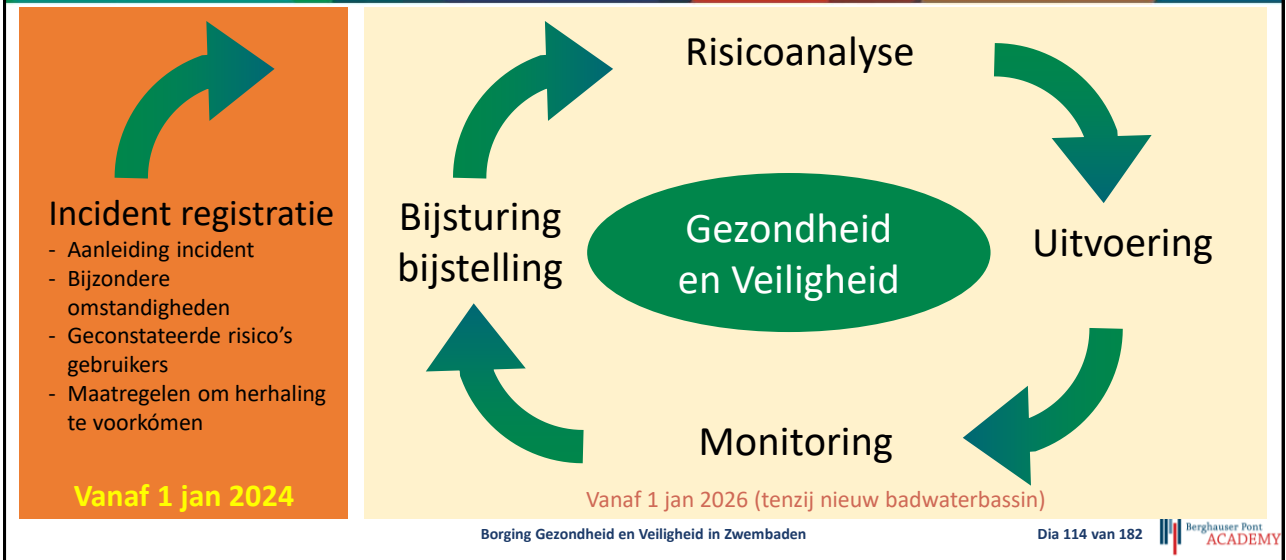 Incident registratie
- Aanleiding incident
- Bijzondere
omstandigheden
- Geconstateerde risico's
gebruikers
- Maatregelen om herhaling
te voorkómen
Vanaf 1 jan 2024
Risicoanalyse
Bijsturing
bijstelling
Gezondheid
en Veiligheid
Uitvoering
Monitoring
Vanaf 1 jan 2026 (tenzij nieuw badwaterbassin)
Borging Gezondheid en Veiligheid in Zwembaden
Dia 114 van 182
Berghauser Pont
ACADEMY